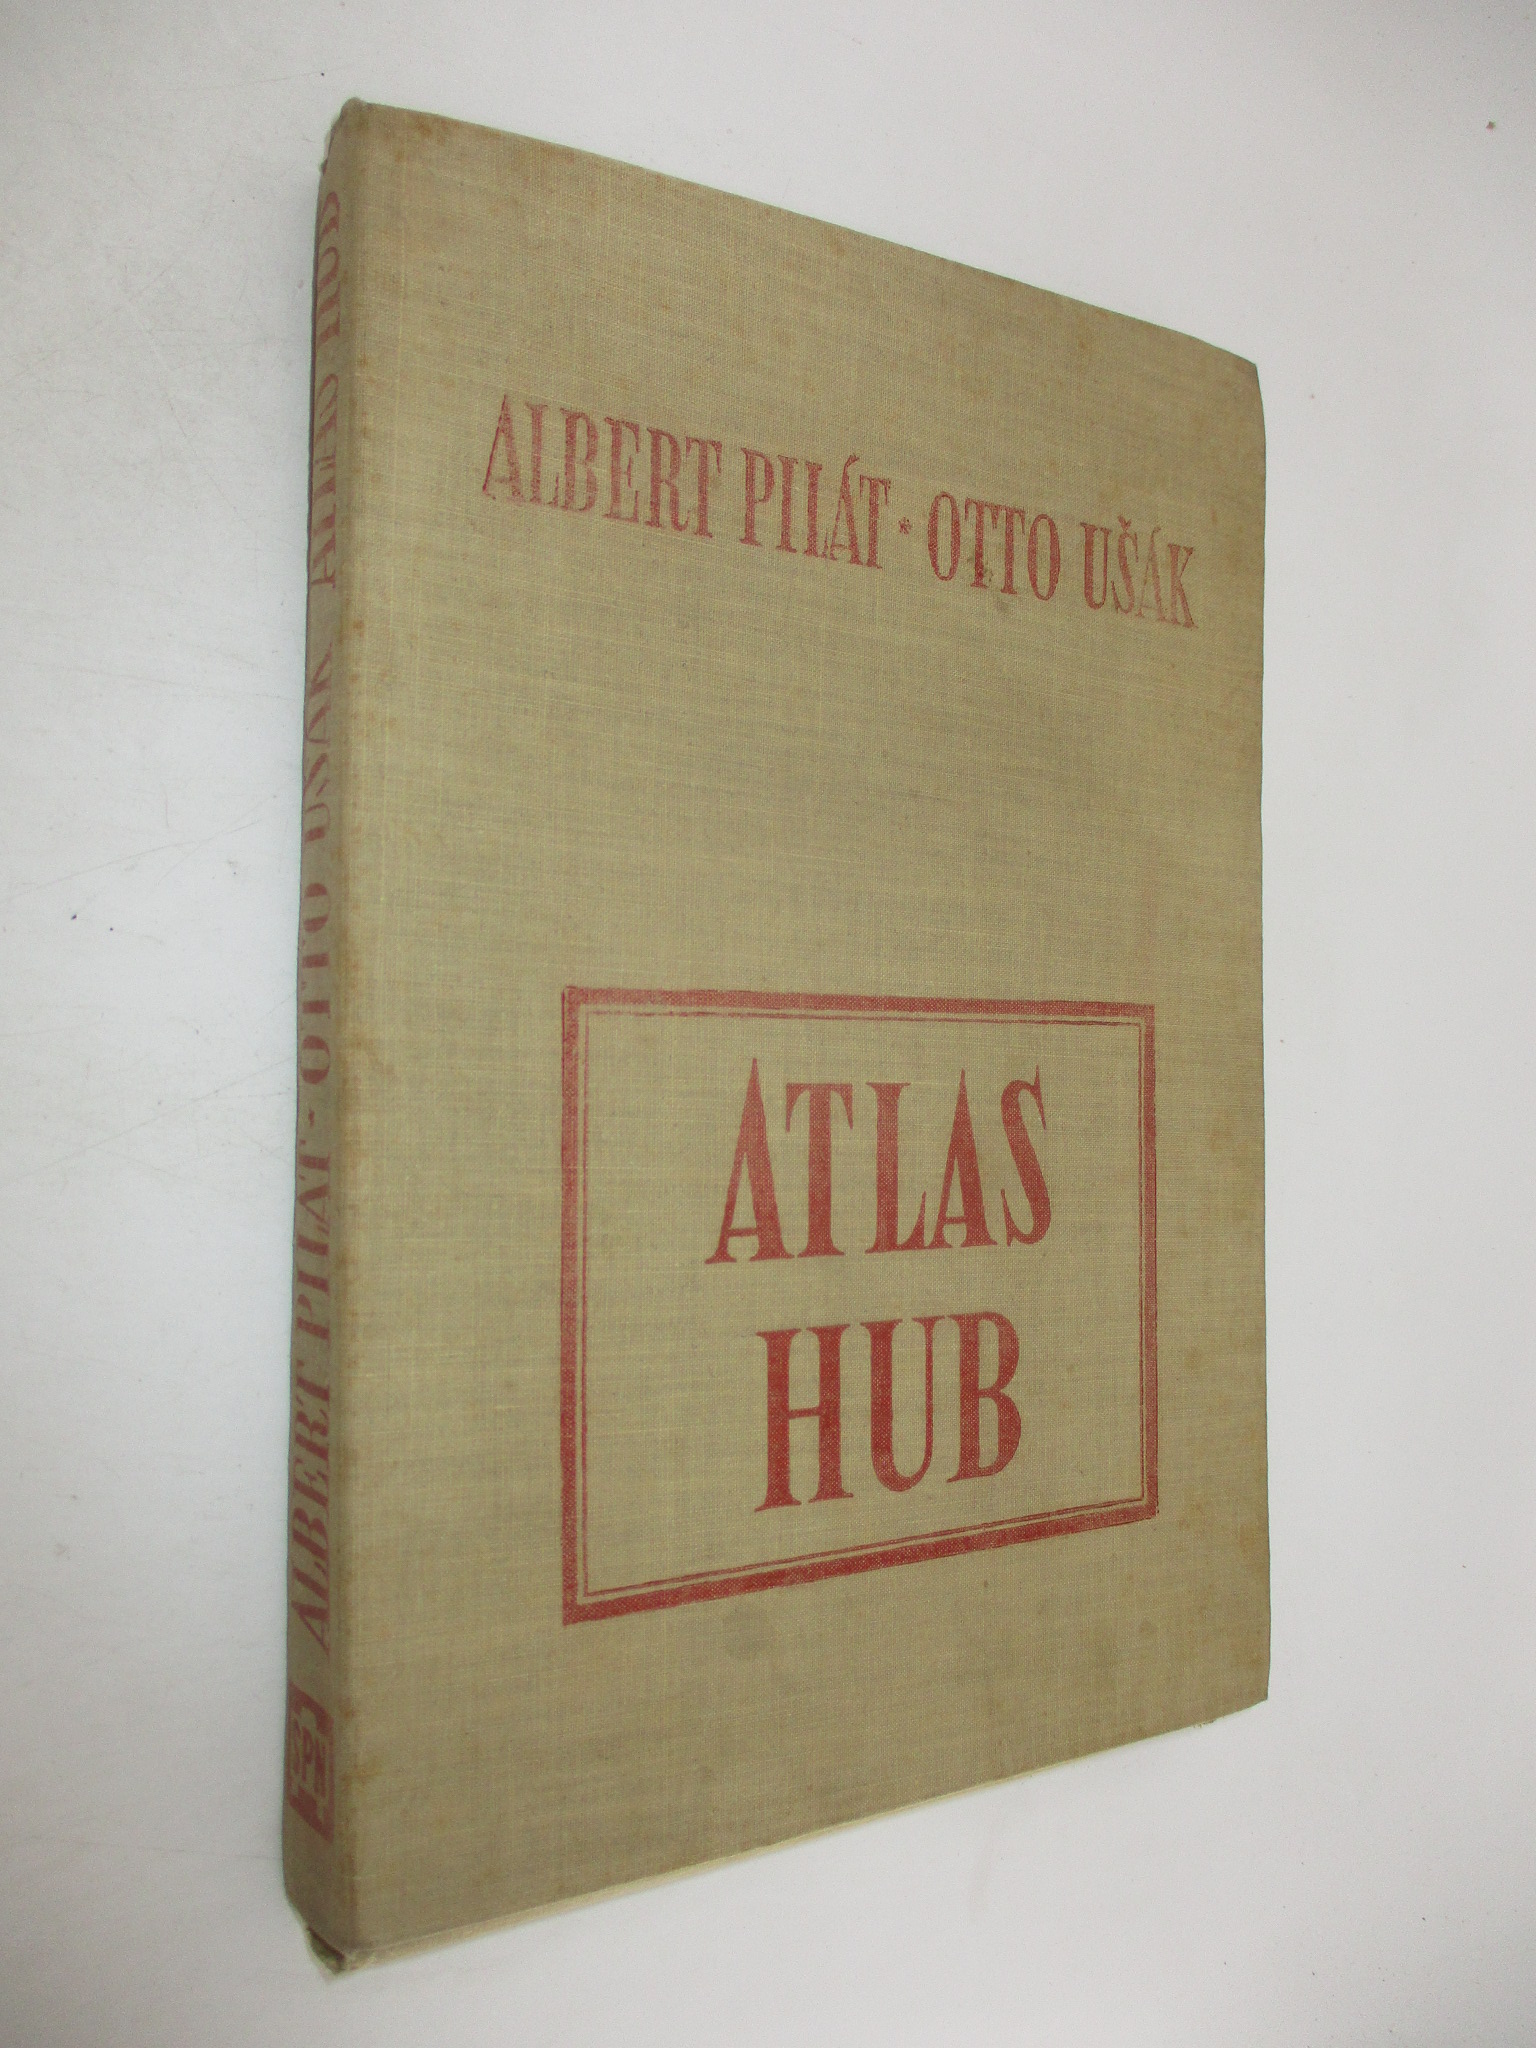 ALBERT PILÁT • OTTO UŠÁK
ATLAS
HUB
ALBERT PILÁT - OTTO UŠÁK ATLAS HUB
SPN